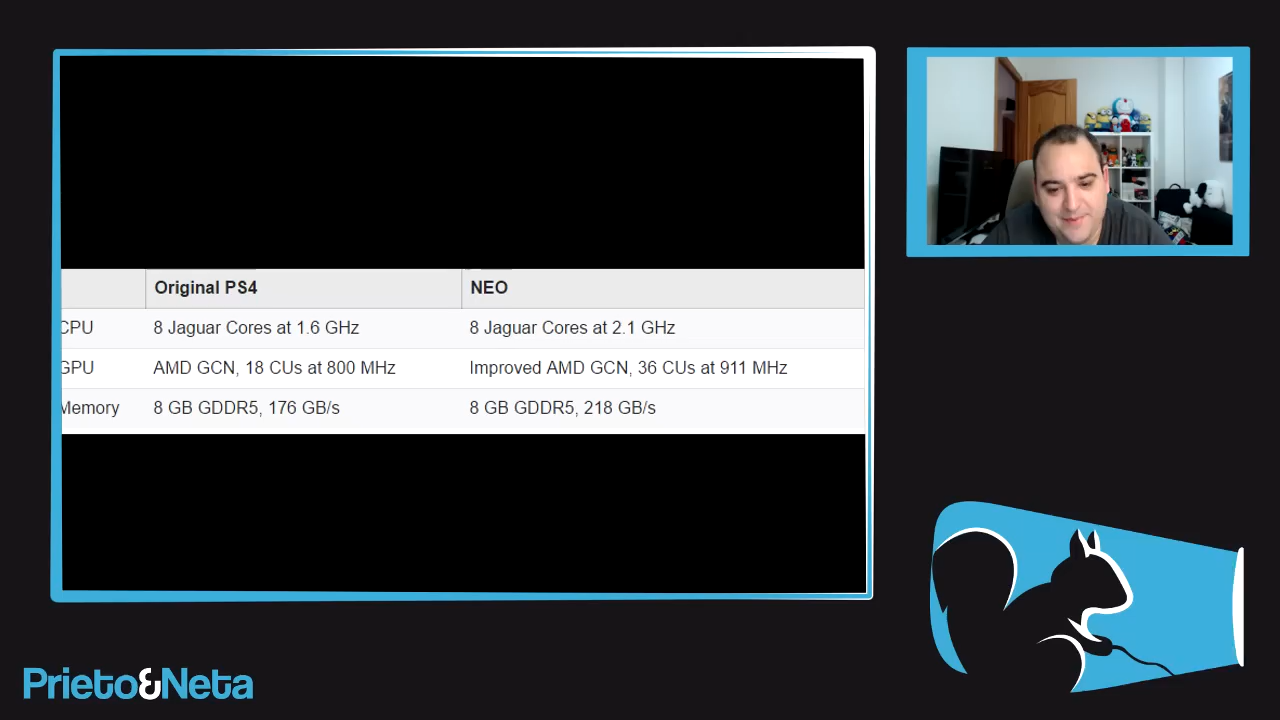 Original PS4 NEO
CPU 8 Jaguar Cores at 1.6 GHz 8 Jaguar Cores at 2.1 GHz
GPU AMD GCN, 18 CUs at 800 MHz Improved AMD GCN, 36 CUs at 911 MHz
Memory 8 GB GDDR5, 176 GB/s 8 GB GDDR5, 218 GB/s
Prieto&Neta